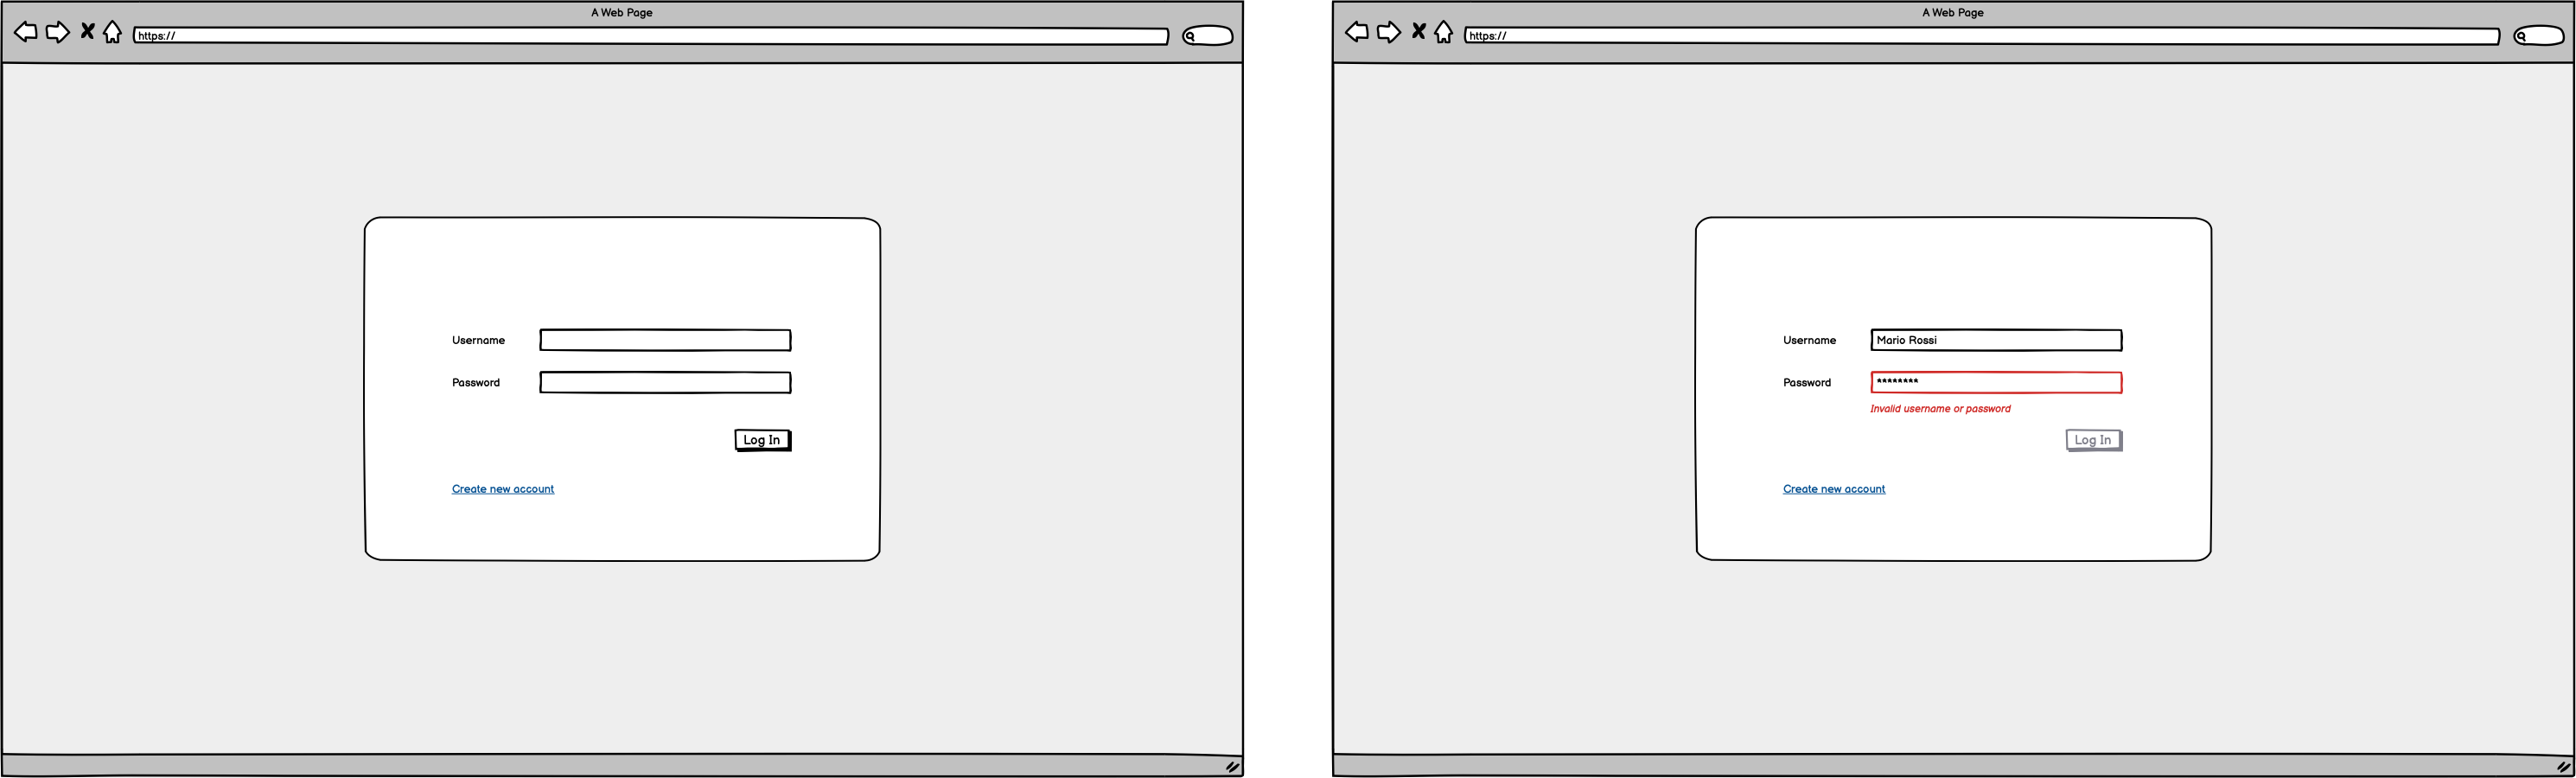 A Web Page
https://
Username
Password
Log In
Create new account
A Web Page
https://
Username Mario Rossi
Password ********
Invalid username or password
Log In
Create new account